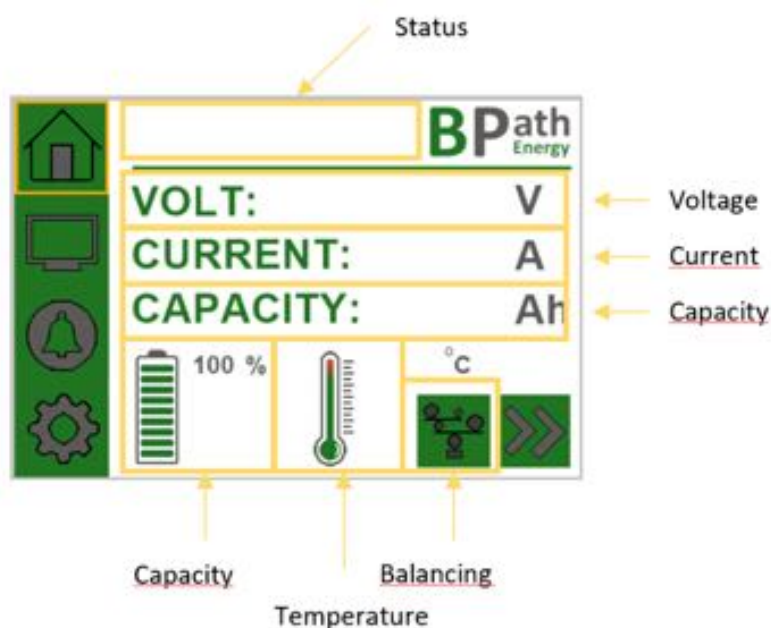 Status
BPath
Energy
VOLT: V
Voltage
CURRENT: A
Current
CAPACITY: Ah
Capacity
100 %
°C
Capacity
Balancing
Temperature